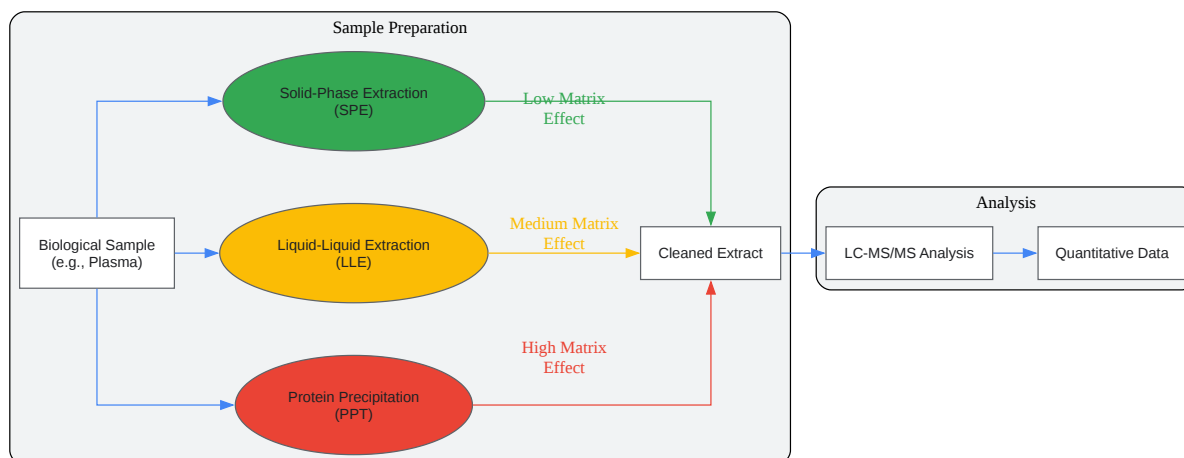 Sample Preparation
Solid-Phase Extraction
(SPE)
Low Matrix
Effect
Biological Sample
(e.g., Plasma)
Liquid-Liquid Extraction
(LLE)
Medium Matrix
Effect
Cleaned Extract
Protein Precipitation
(PPT)
High Matrix
Effect
Analysis
LC-MS/MS Analysis
Quantitative Data